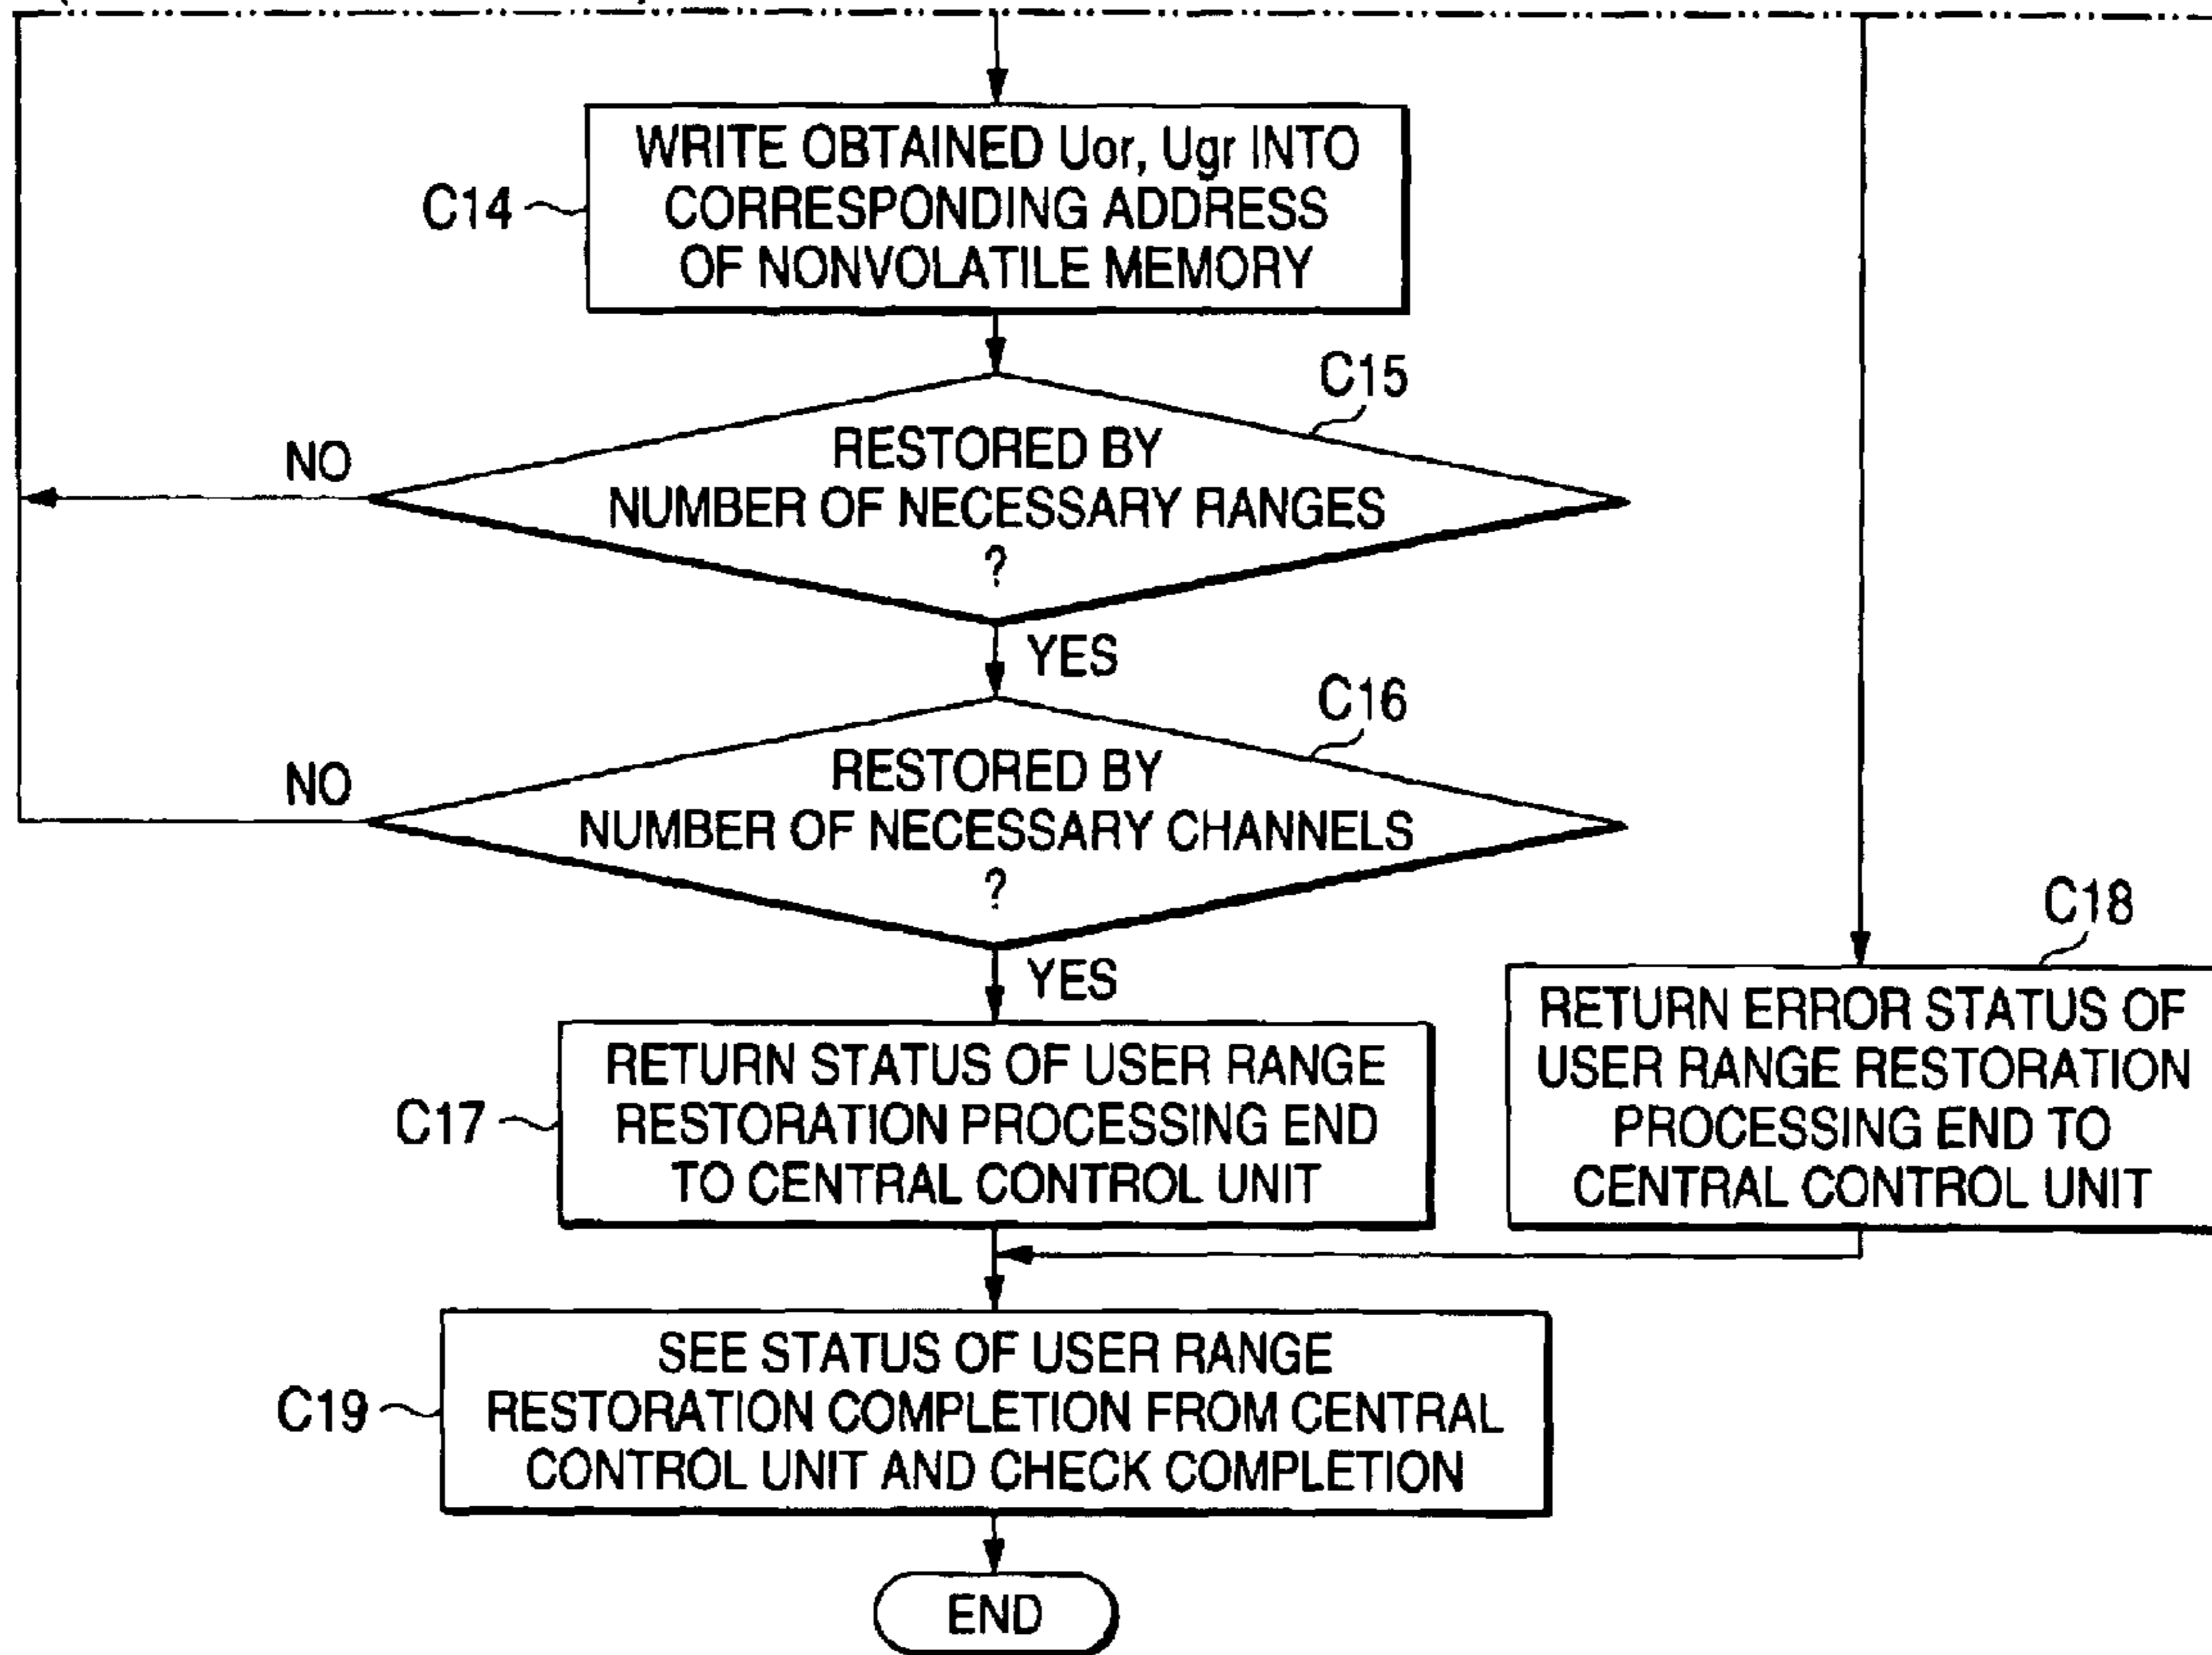 C14
WRITE OBTAINED Uor, Ugr INTO
CORRESPONDING ADDRESS
OF NONVOLATILE MEMORY
C15
RESTORED BY
NUMBER OF NECESSARY RANGES
?
NO
YES
C16
RESTORED BY
NUMBER OF NECESSARY CHANNELS
?
NO
YES
C17
RETURN STATUS OF USER RANGE
RESTORATION PROCESSING END
TO CENTRAL CONTROL UNIT
C18
RETURN ERROR STATUS OF
USER RANGE RESTORATION
PROCESSING END TO
CENTRAL CONTROL UNIT
C19
SEE STATUS OF USER RANGE
RESTORATION COMPLETION FROM CENTRAL
CONTROL UNIT AND CHECK COMPLETION
END